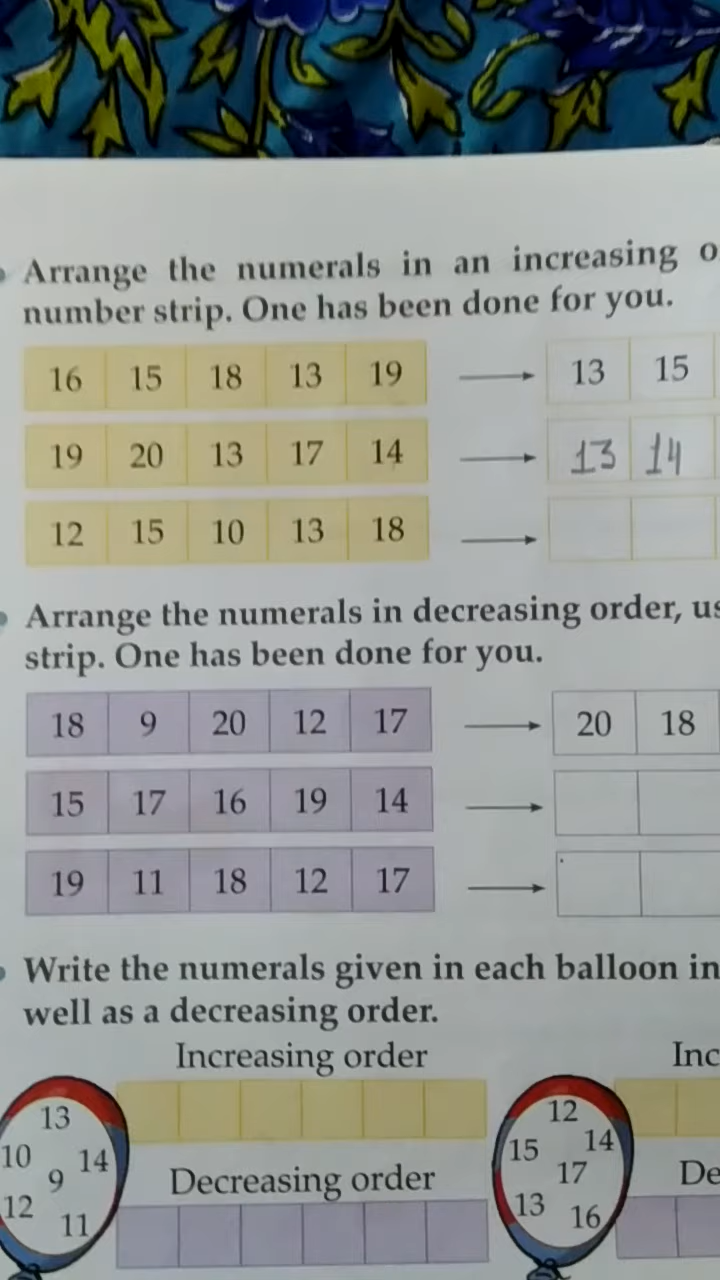 Arrange the numerals in an increasing o
number strip. One has been done for you.
16 15 18 13 19 13 15
19 20 13 17 14 13 14
12 15 10 13 18
Arrange the numerals in decreasing order, us
strip. One has been done for you.
18 9 20 12 17 20 18
15 17 16 19 14
19 11 18 12 17
Write the numerals given in each balloon in
well as a decreasing order.
Increasing order Inc
13 12
10 14 15 14
9 17
Decreasing order De
12 13
11 16